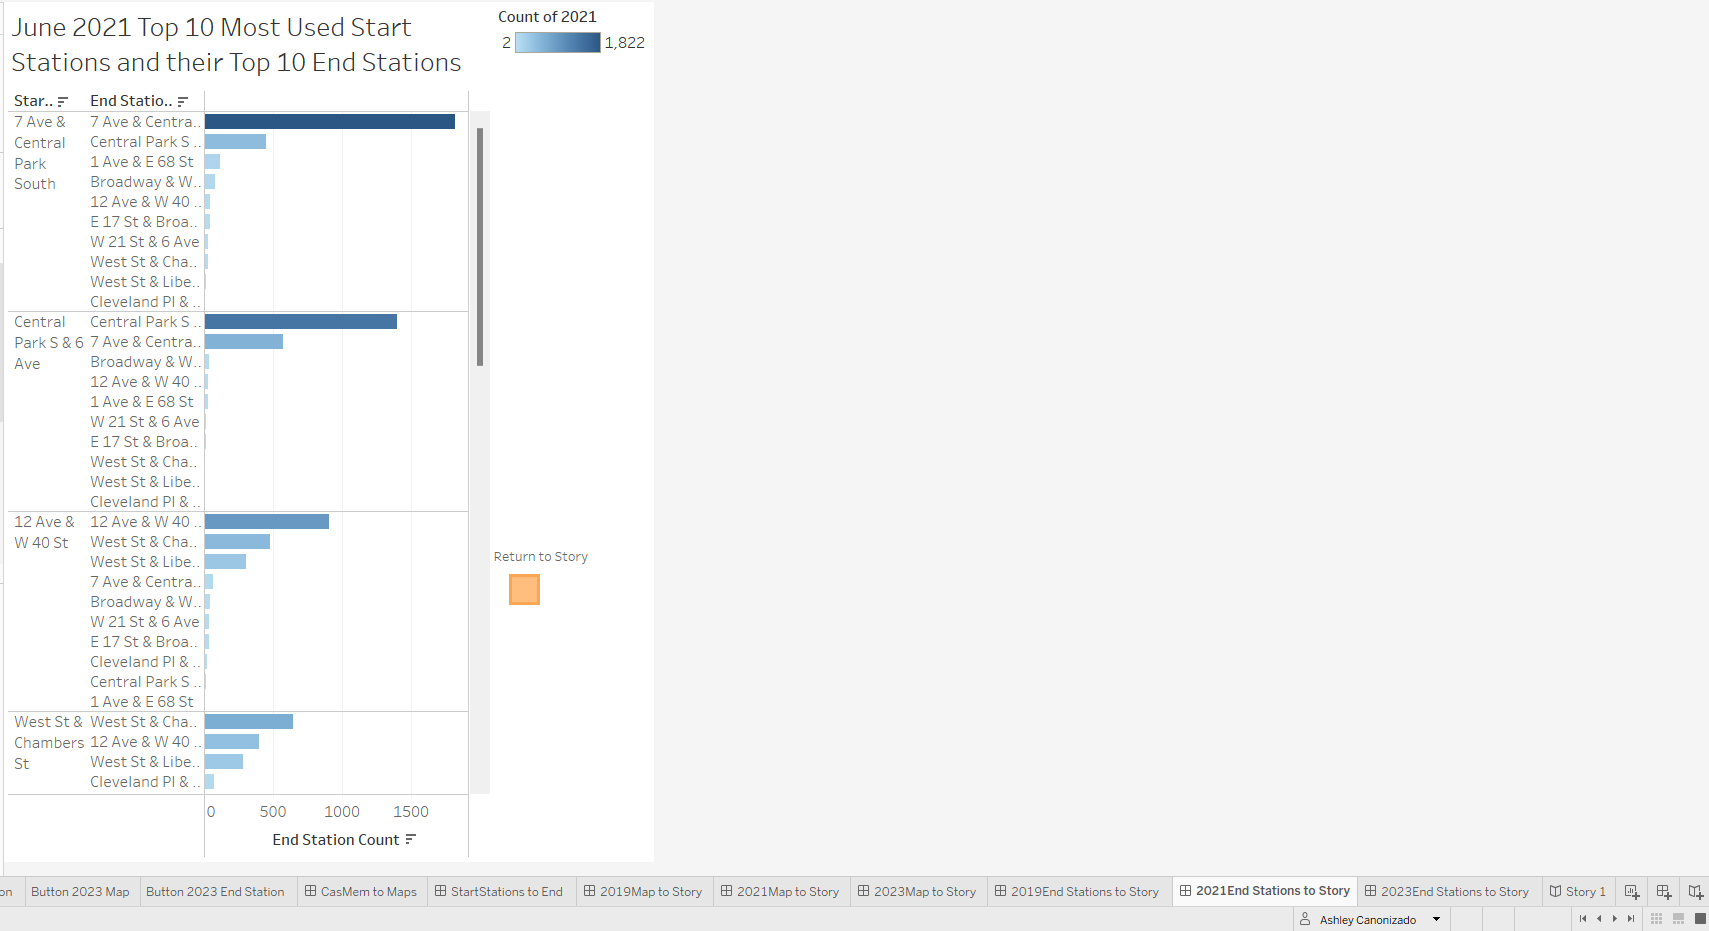 June 2021 Top 10 Most Used Start
Stations and their Top 10 End Stations
Count of 2021
2
1,822
Star..
End Statio..
7 Ave &
Central
Park
South
7 Ave & Centra..
Central Park S ..
1 Ave & E 68 St
Broadway & W..
12 Ave & W 40 ..
E 17 St & Broa..
W 21 St & 6 Ave
West St & Cha..
West St & Libe..
Cleveland Pl & ..
Central
Park S & 6
Ave
Central Park S ..
7 Ave & Centra..
Broadway & W..
12 Ave & W 40 ..
1 Ave & E 68 St
W 21 St & 6 Ave
E 17 St & Broa..
West St & Cha..
West St & Libe..
Cleveland Pl & ..
12 Ave &
W 40 St
12 Ave & W 40 ..
West St & Cha..
West St & Libe..
7 Ave & Centra..
Broadway & W..
W 21 St & 6 Ave
E 17 St & Broa..
Cleveland Pl & ..
Central Park S ..
1 Ave & E 68 St
West St &
Chambers
St
West St & Cha..
12 Ave & W 40 ..
West St & Libe..
Cleveland Pl & ..
0
500
1000
1500
End Station Count
Return to Story
on
Button 2023 Map
Button 2023 End Station
CasMem to Maps
StartStations to End
2019Map to Story
2021Map to Story
2023Map to Story
2019End Stations to Story
2021End Stations to Story
2023End Stations to Story
Story 1
Ashley Canonizado